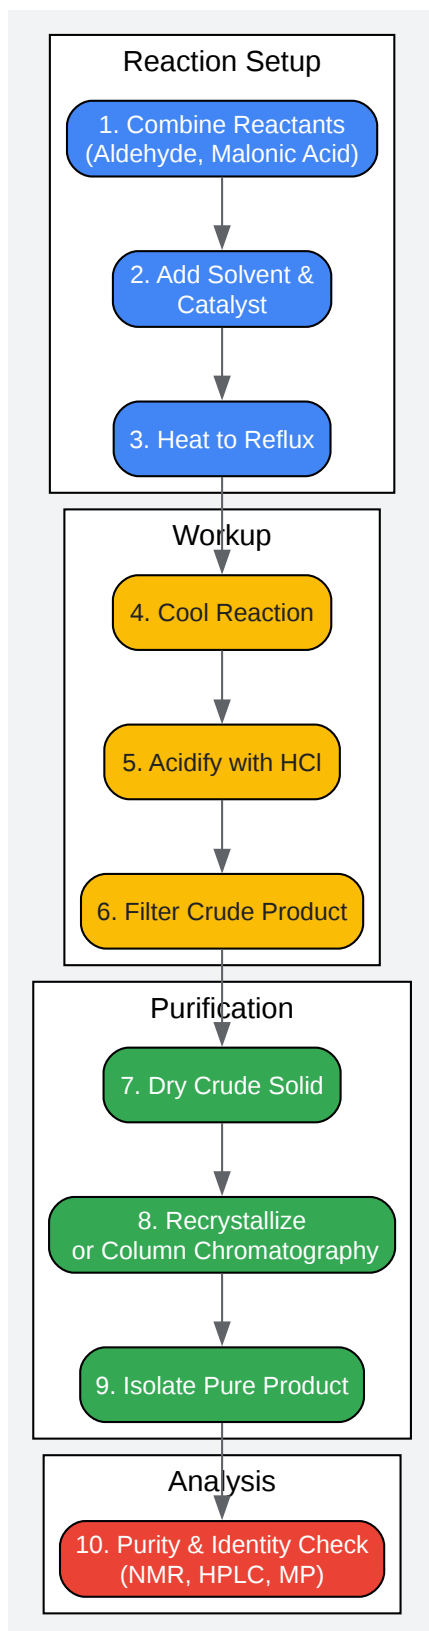 Reaction Setup
1. Combine Reactants
(Aldehyde, Malonic Acid)
2. Add Solvent &
Catalyst
3. Heat to Reflux
Workup
4. Cool Reaction
5. Acidify with HCl
6. Filter Crude Product
Purification
7. Dry Crude Solid
8. Recrystallize
or Column Chromatography
9. Isolate Pure Product
Analysis
10. Purity & Identity Check
(NMR, HPLC, MP)